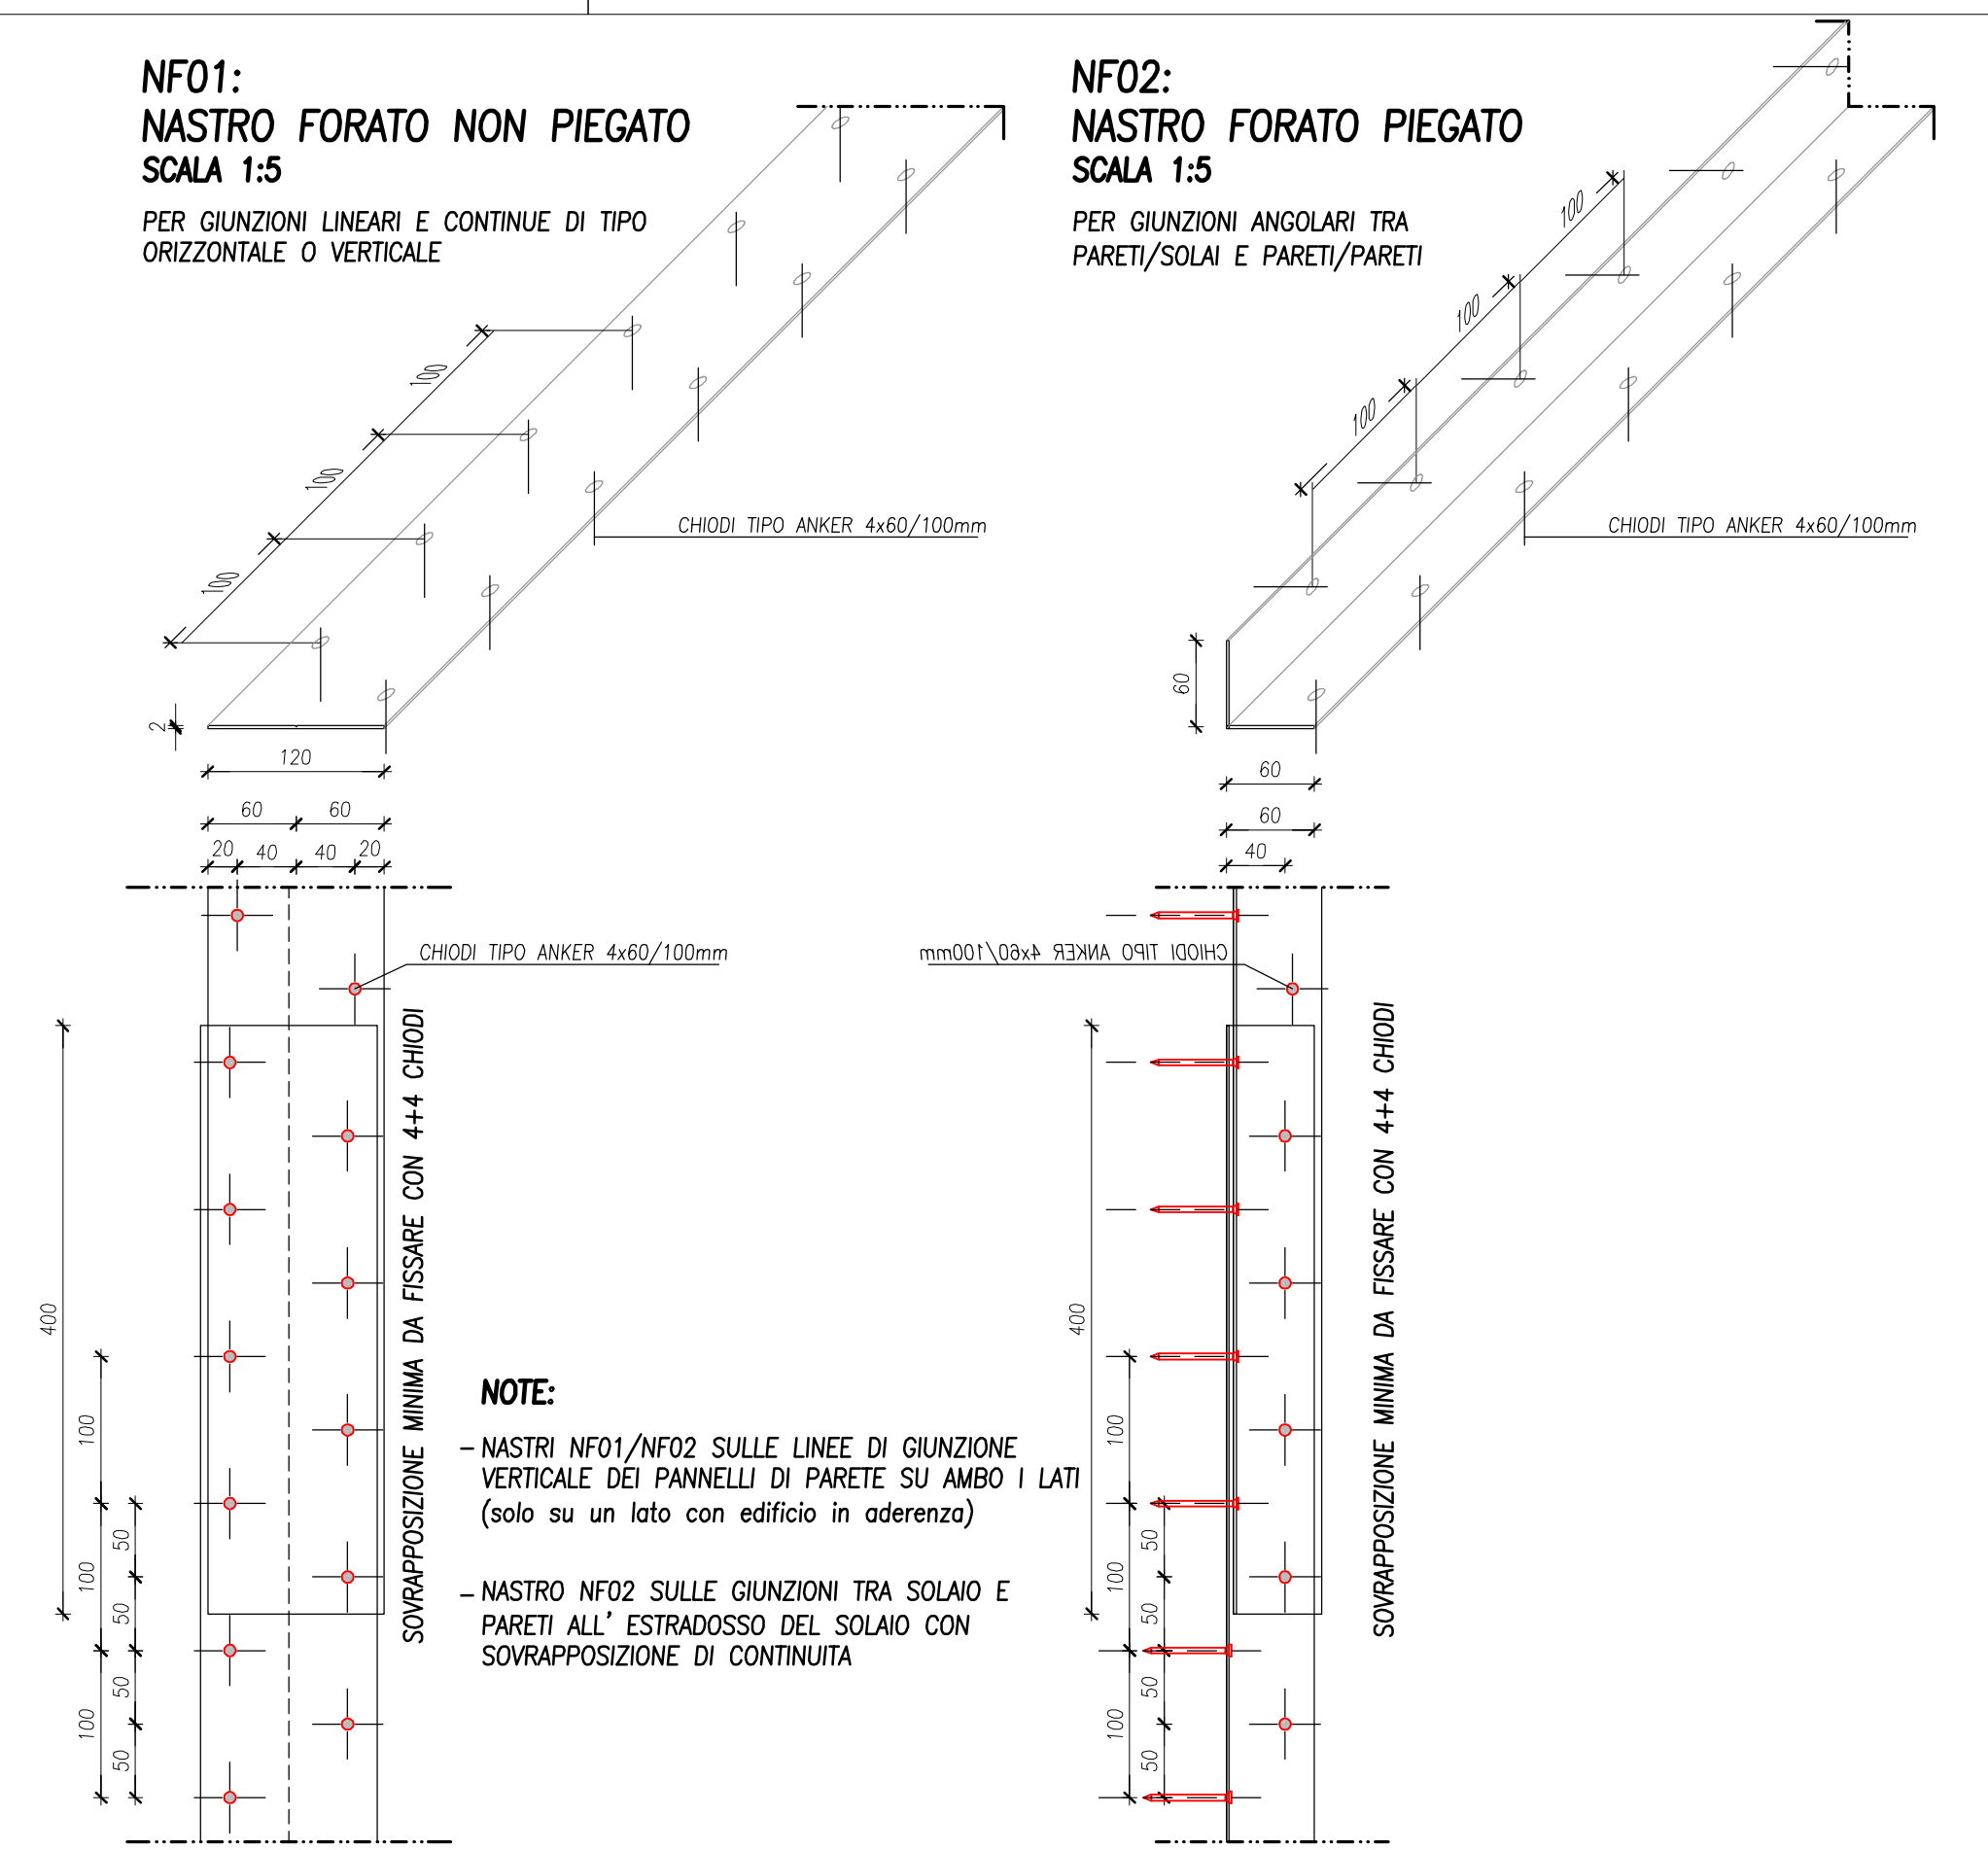 NF01:
NASTRO FORATO NON PIEGATO
SCALA 1:5
PER GIUNZIONI LINEARI E CONTINUE DI TIPO
ORIZZONTALE O VERTICALE
100
100
100
CHIODI TIPO ANKER 4x60/100mm
2
120
60 60
20 40 40 20
CHIODI TIPO ANKER 4x60/100mm
SOVRAPPOSIZIONE MINIMA DA FISSARE CON 4+4 CHIODI
400
100
100
100
50
50
50
50
NOTE:
- NASTRI NF01/NF02 SULLE LINEE DI GIUNZIONE
VERTICALE DEI PANNELLI DI PARETE SU AMBO I LATI
(solo su un lato con edificio in aderenza)
- NASTRO NF02 SULLE GIUNZIONI TRA SOLAIO E
PARETI ALL' ESTRADOSSO DEL SOLAIO CON
SOVRAPPOSIZIONE DI CONTINUITA
NF02:
NASTRO FORATO PIEGATO
SCALA 1:5
PER GIUNZIONI ANGOLARI TRA
PARETI/SOLAI E PARETI/PARETI
100
100
100
CHIODI TIPO ANKER 4x60/100mm
60
60
60
40
CHIODI TIPO ANKER 4x60/100mm
SOVRAPPOSIZIONE MINIMA DA FISSARE CON 4+4 CHIODI
400
100
100
100
50
50
50
50